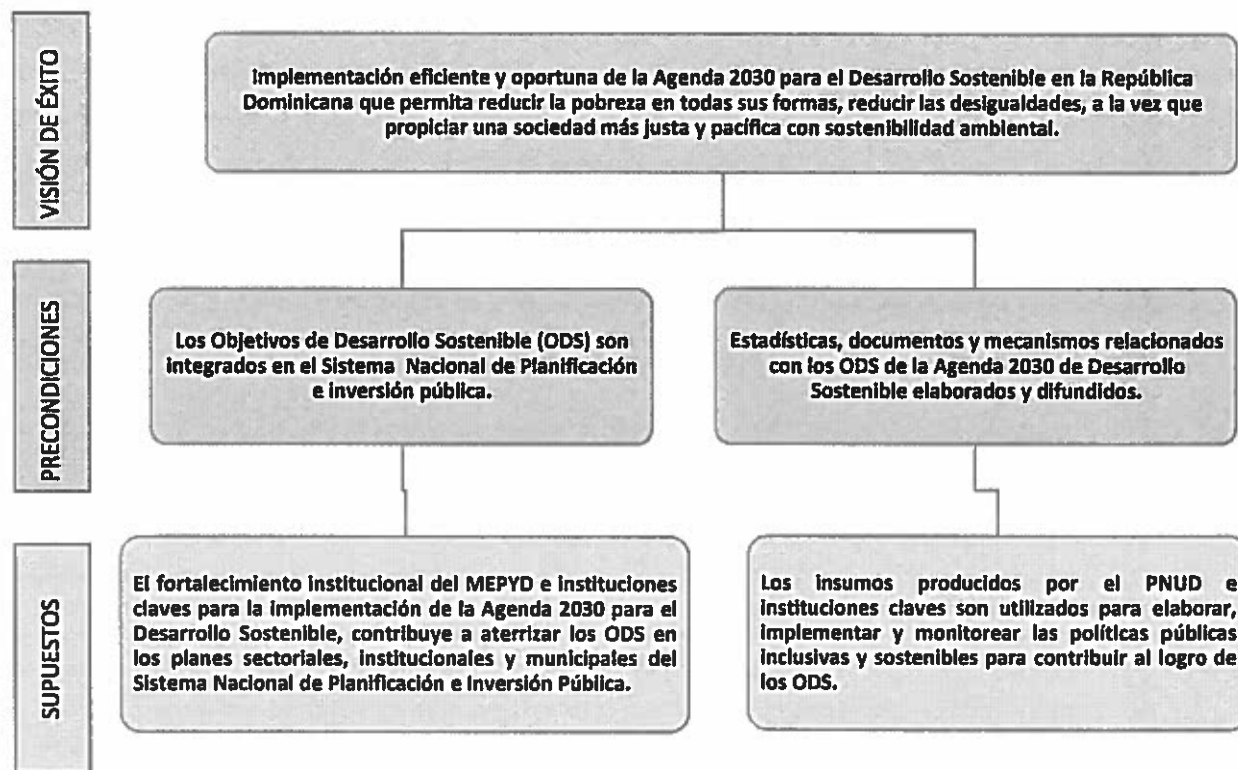 VISIÓN DE ÉXITO
Implementación eficiente y oportuna de la Agenda 2030 para el Desarrollo Sostenible en la República
Dominicana que permita reducir la pobreza en todas sus formas, reducir las desigualdades, a la vez que
propiciar una sociedad más justa y pacífica con sostenibilidad ambiental.
PRECONDICIONES
Los Objetivos de Desarrollo Sostenible (ODS) son
integrados en el Sistema Nacional de Planificación
e inversión pública.
Estadísticas, documentos y mecanismos relacionados
con los ODS de la Agenda 2030 de Desarrollo
Sostenible elaborados y difundidos.
SUPUESTOS
El fortalecimiento institucional del MEPYD e instituciones
claves para la implementación de la Agenda 2030 para el
Desarrollo Sostenible, contribuye a aterrizar los ODS en
los planes sectoriales, institucionales y municipales del
Sistema Nacional de Planificación e Inversión Pública.
Los insumos producidos por el PNUD e
instituciones claves son utilizados para elaborar,
implementar y monitorear las políticas públicas
inclusivas y sostenibles para contribuir al logro de
los ODS.